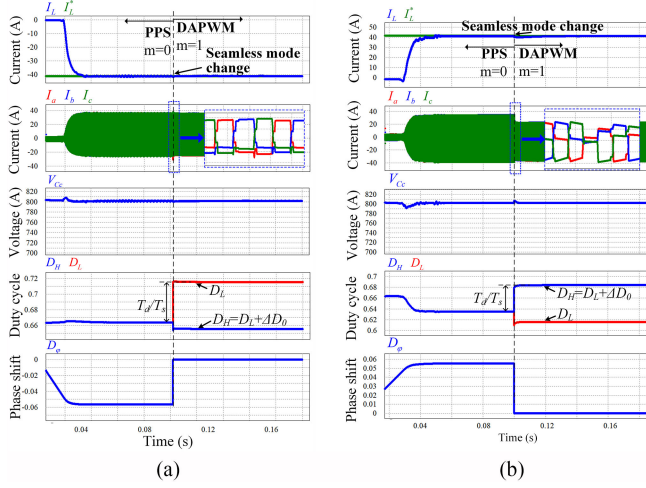 I_L I_L*
Current (A)
0
-10
-20
-30
-40
PPS
m=0
DAPWM
m=1
Seamless mode
change
I_a I_b I_c
Current (A)
40
20
0
-20
-40
V_Cc
Voltage (A)
820
800
780
760
740
720
700
D_H D_L
Duty cycle
0.72
0.68
0.66
T_d/T_s
D_L
D_H=D_L+ΔD_0
D_φ
Phase shift
0
-0.02
-0.04
-0.06
0.04
0.08
0.12
0.16
Time (s)
(a)
I_L I_L*
Current (A)
50
40
30
20
10
0
Seamless mode change
PPS
m=0
DAPWM
m=1
I_a I_b I_c
Current (A)
40
20
0
-20
-40
V_Cc
Voltage (A)
820
800
780
760
740
720
700
D_H D_L
Duty cycle
0.7
0.68
0.66
0.64
0.62
0.6
T_d/T_s
D_H=D_L+ΔD_0
D_L
D_φ
Phase shift
0.06
0.05
0.04
0.03
0.02
0.01
0
0.04
0.08
0.12
0.16
Time (s)
(b)